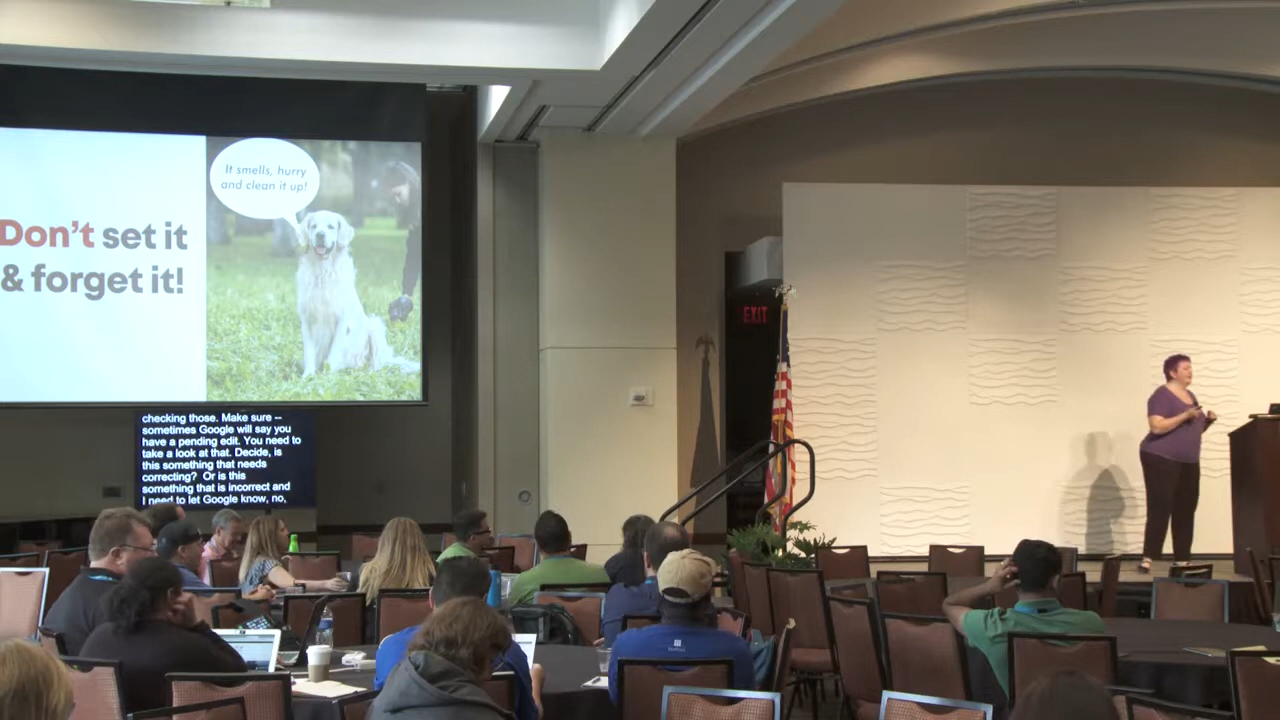 Don't set it
& forget it!
It smells, hurry
and clean it up!
checking those. Make sure --
sometimes Google will say you
have a pending edit. You need to
take a look at that. Decide, is
this something that needs
correcting? Or is this
something that is incorrect and
I need to let Google know, no,
EXIT